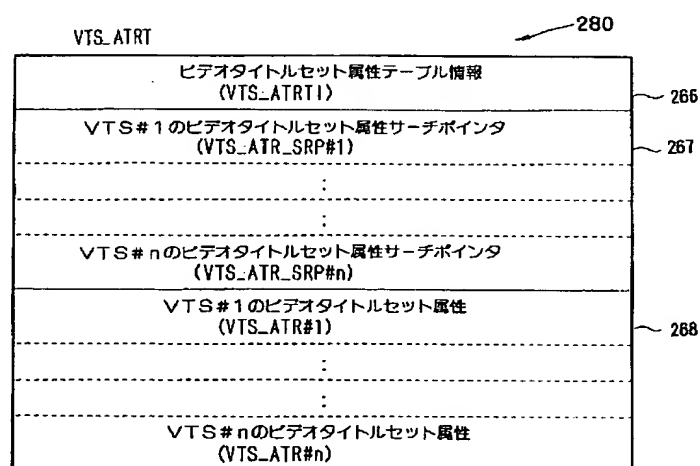 VTS_ATRT
280
ビデオタイトルセット属性テーブル情報
(VTS_ATRTI)
266
VTS#1のビデオタイトルセット属性サーチポインタ
(VTS_ATR_SRP#1)
267
:
:
VTS#nのビデオタイトルセット属性サーチポインタ
(VTS_ATR_SRP#n)
VTS#1のビデオタイトルセット属性
(VTS_ATR#1)
268
:
:
VTS#nのビデオタイトルセット属性
(VTS_ATR#n)